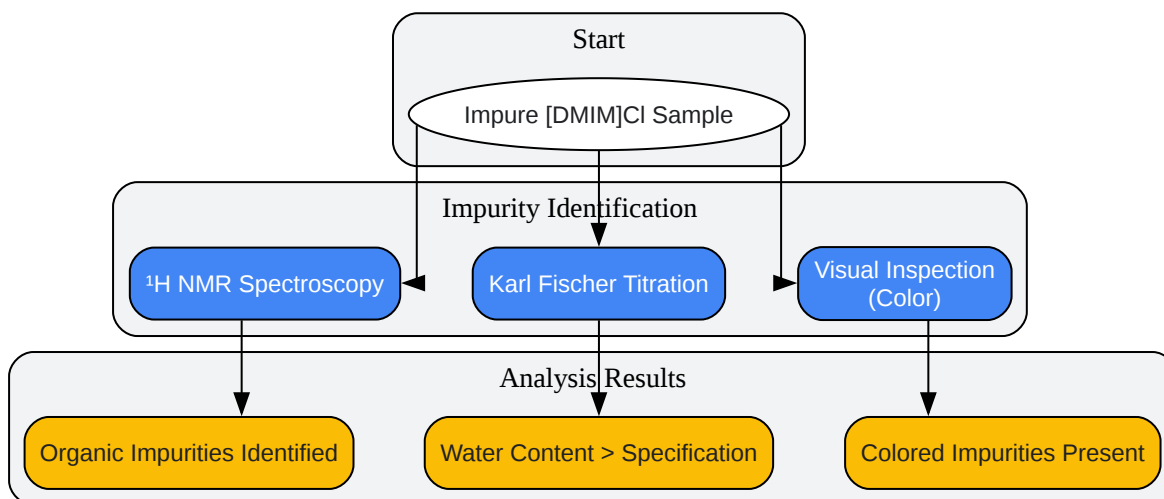 Start
Impure [DMIM]Cl Sample
Impurity Identification
¹H NMR Spectroscopy
Karl Fischer Titration
Visual Inspection
(Color)
Analysis Results
Organic Impurities Identified
Water Content > Specification
Colored Impurities Present